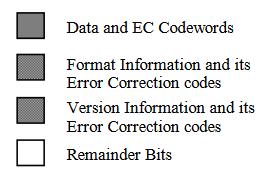 Data and EC Codewords
Format Information and its
Error Correction codes
Version Information and its
Error Correction codes
Remainder Bits